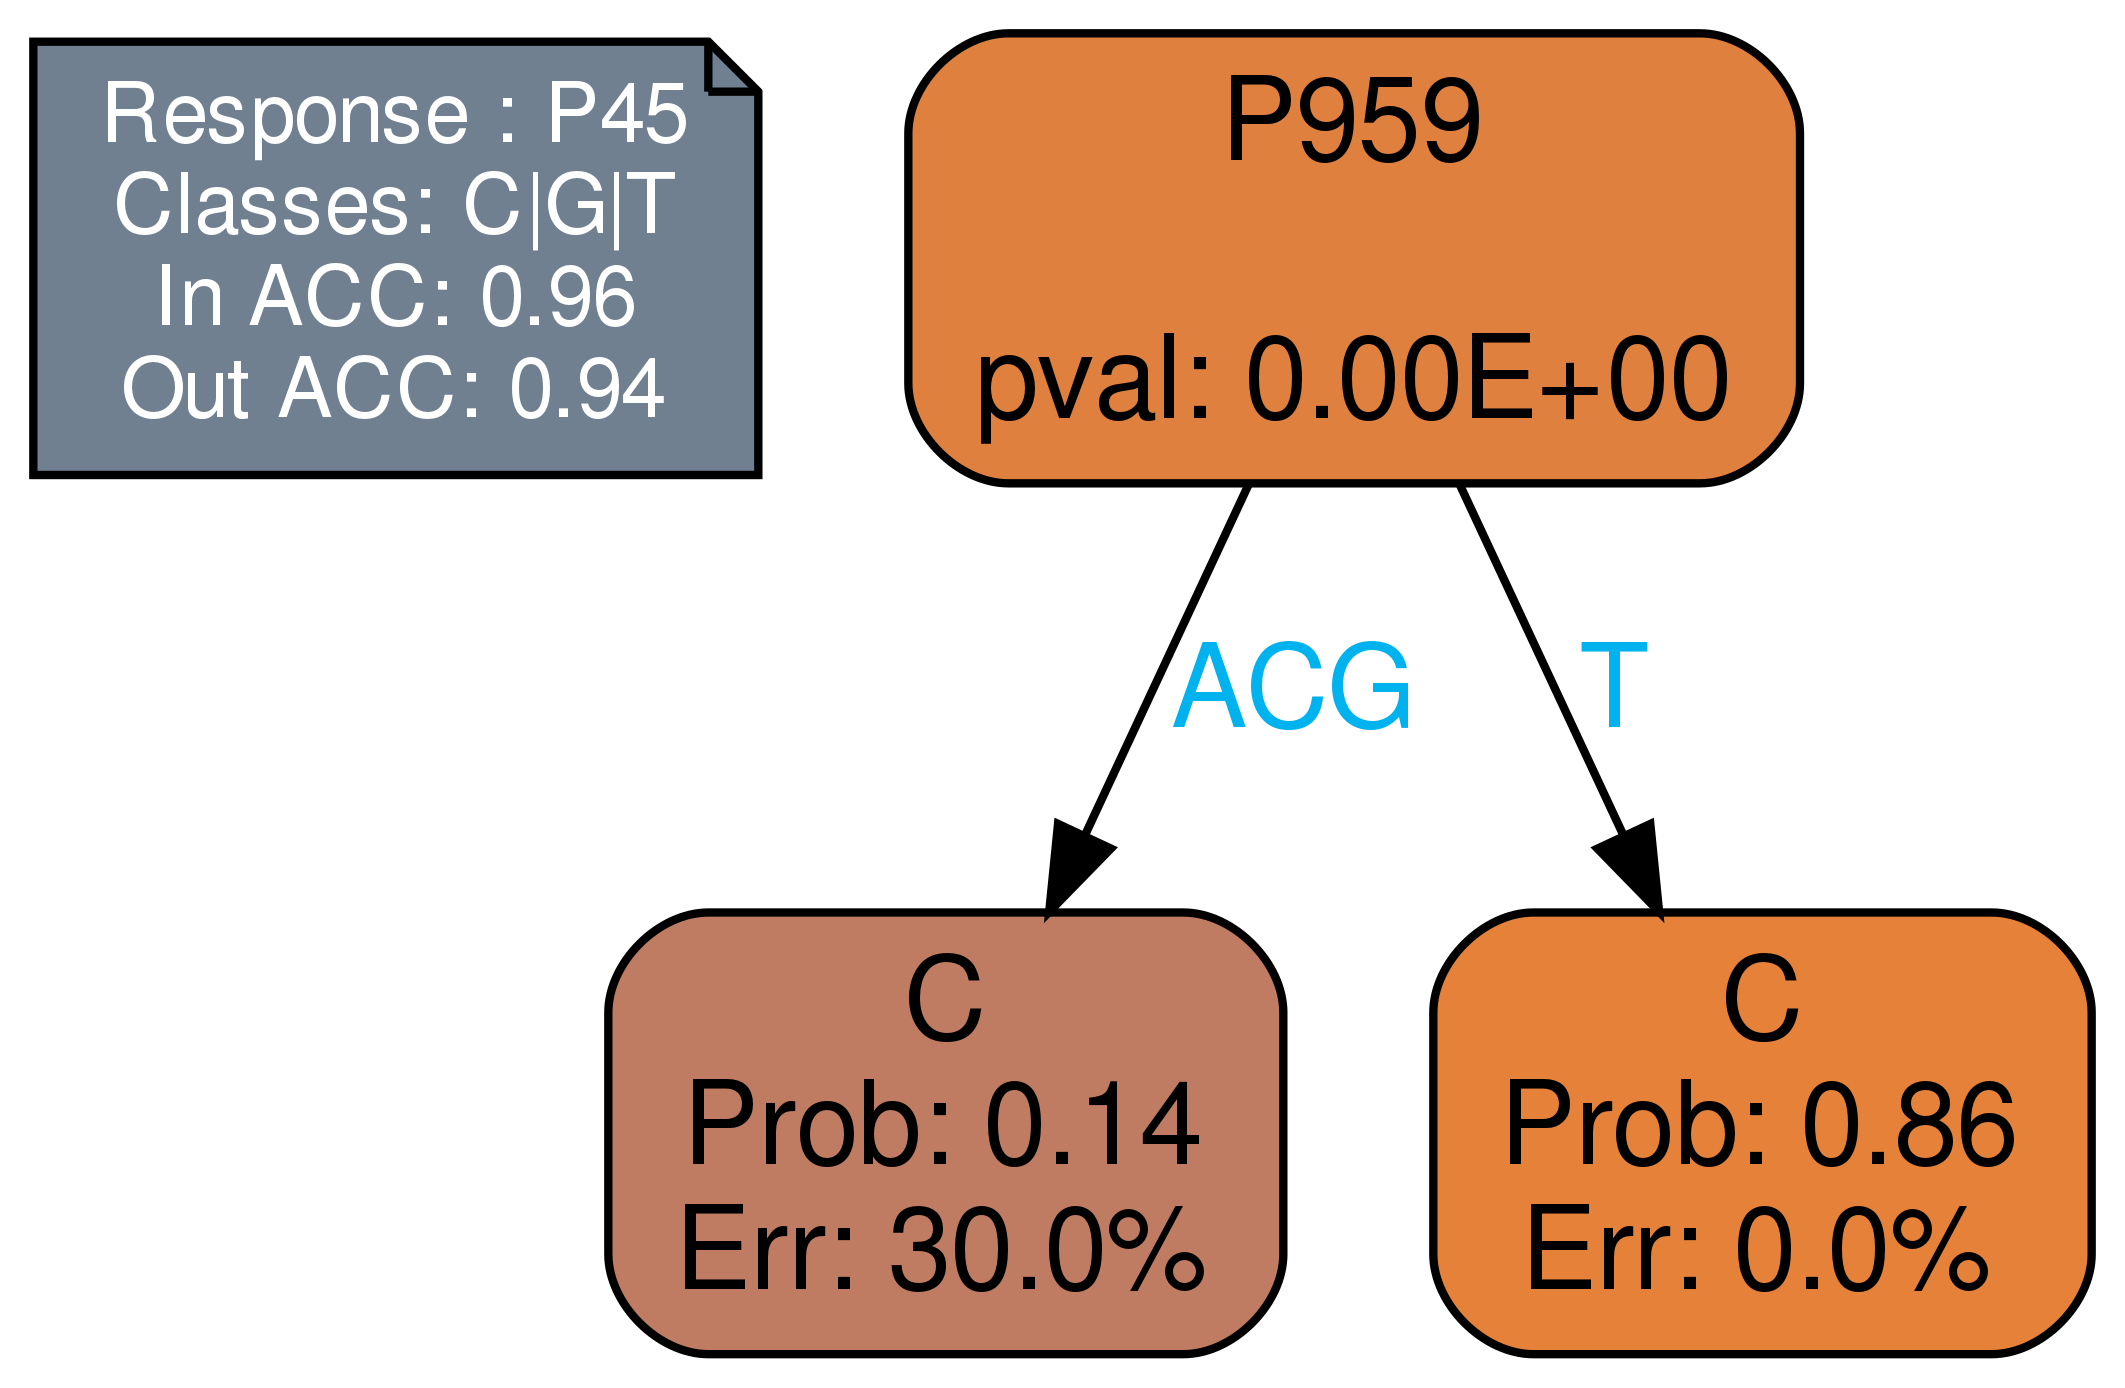 Response : P45
Classes: C|G|T
In ACC: 0.96
Out ACC: 0.94
P959
pval: 0.00E+00
ACG
T
C
Prob: 0.14
Err: 30.0%
C
Prob: 0.86
Err: 0.0%